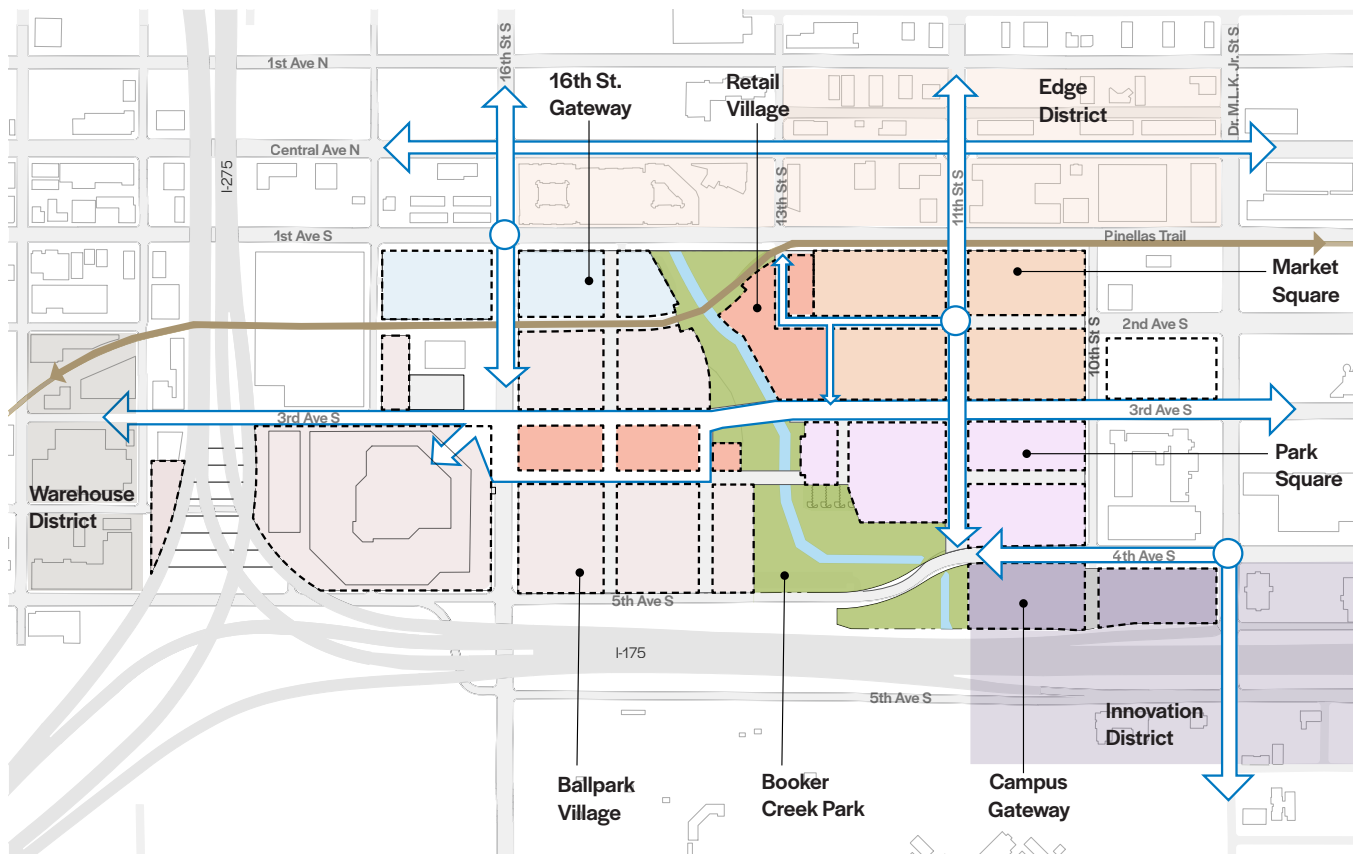 1st Ave N
16th St S
16th St.
Gateway
Retail
Village
Edge
District
Dr. M.L.K. Jr. St S
Central Ave N
I-275
13th St S
11th St S
1st Ave S
Pinellas Trail
Market
Square
2nd Ave S
10th St S
3rd Ave S
3rd Ave S
Park
Square
Warehouse
District
4th Ave S
5th Ave S
I-175
5th Ave S
Innovation
District
Ballpark
Village
Booker
Creek Park
Campus
Gateway